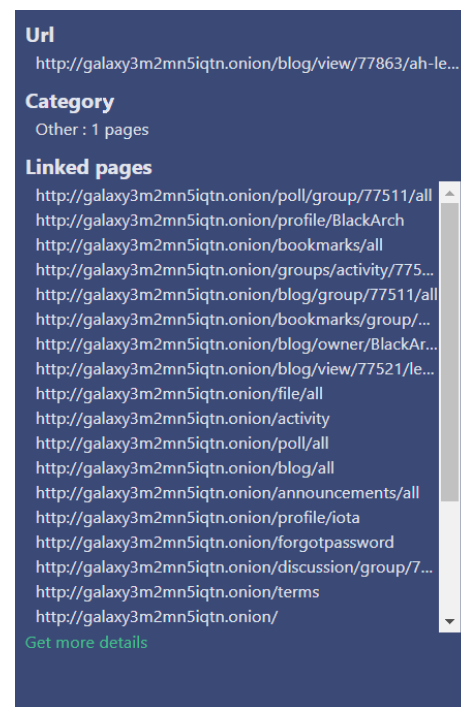 Url
http://galaxy3m2mn5iqtn.onion/blog/view/77863/ah-le...
Category
Other : 1 pages
Linked pages
http://galaxy3m2mn5iqtn.onion/poll/group/77511/all
http://galaxy3m2mn5iqtn.onion/profile/BlackArch
http://galaxy3m2mn5iqtn.onion/bookmarks/all
http://galaxy3m2mn5iqtn.onion/groups/activity/775...
http://galaxy3m2mn5iqtn.onion/blog/group/77511/all
http://galaxy3m2mn5iqtn.onion/bookmarks/group/...
http://galaxy3m2mn5iqtn.onion/blog/owner/BlackAr...
http://galaxy3m2mn5iqtn.onion/blog/view/77521/le...
http://galaxy3m2mn5iqtn.onion/file/all
http://galaxy3m2mn5iqtn.onion/activity
http://galaxy3m2mn5iqtn.onion/poll/all
http://galaxy3m2mn5iqtn.onion/blog/all
http://galaxy3m2mn5iqtn.onion/announcements/all
http://galaxy3m2mn5iqtn.onion/profile/iota
http://galaxy3m2mn5iqtn.onion/forgotpassword
http://galaxy3m2mn5iqtn.onion/discussion/group/7...
http://galaxy3m2mn5iqtn.onion/terms
http://galaxy3m2mn5iqtn.onion/
Get more details